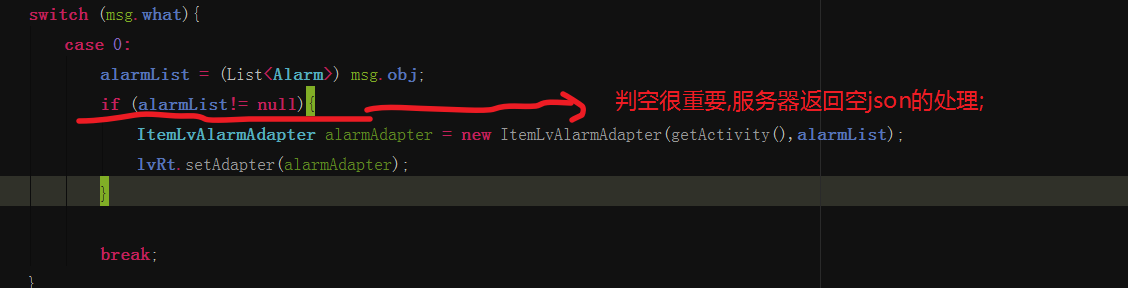 switch (msg.what){
case 0:
alarmList = (List<Alarm>) msg.obj;
if (alarmList!= null){
判空很重要,服务器返回空json的处理;
ItemLvAlarmAdapter alarmAdapter = new ItemLvAlarmAdapter(getActivity(),alarmList);
lvRt.setAdapter(alarmAdapter);
}
break;
}